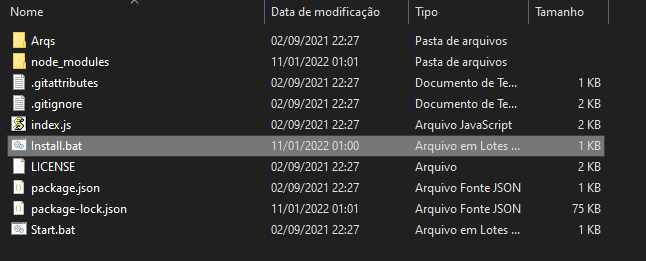 Nome Data de modificação Tipo Tamanho
Arqs 02/09/2021 22:27 Pasta de arquivos
node_modules 11/01/2022 01:01 Pasta de arquivos
.gitattributes 02/09/2021 22:27 Documento de Te... 1 KB
.gitignore 02/09/2021 22:27 Documento de Te... 1 KB
index.js 02/09/2021 22:27 Arquivo JavaScript 2 KB
Install.bat 11/01/2022 01:00 Arquivo em Lotes ... 1 KB
LICENSE 02/09/2021 22:27 Arquivo 2 KB
package.json 02/09/2021 22:27 Arquivo Fonte JSON 1 KB
package-lock.json 11/01/2022 01:01 Arquivo Fonte JSON 75 KB
Start.bat 02/09/2021 22:27 Arquivo em Lotes ... 1 KB